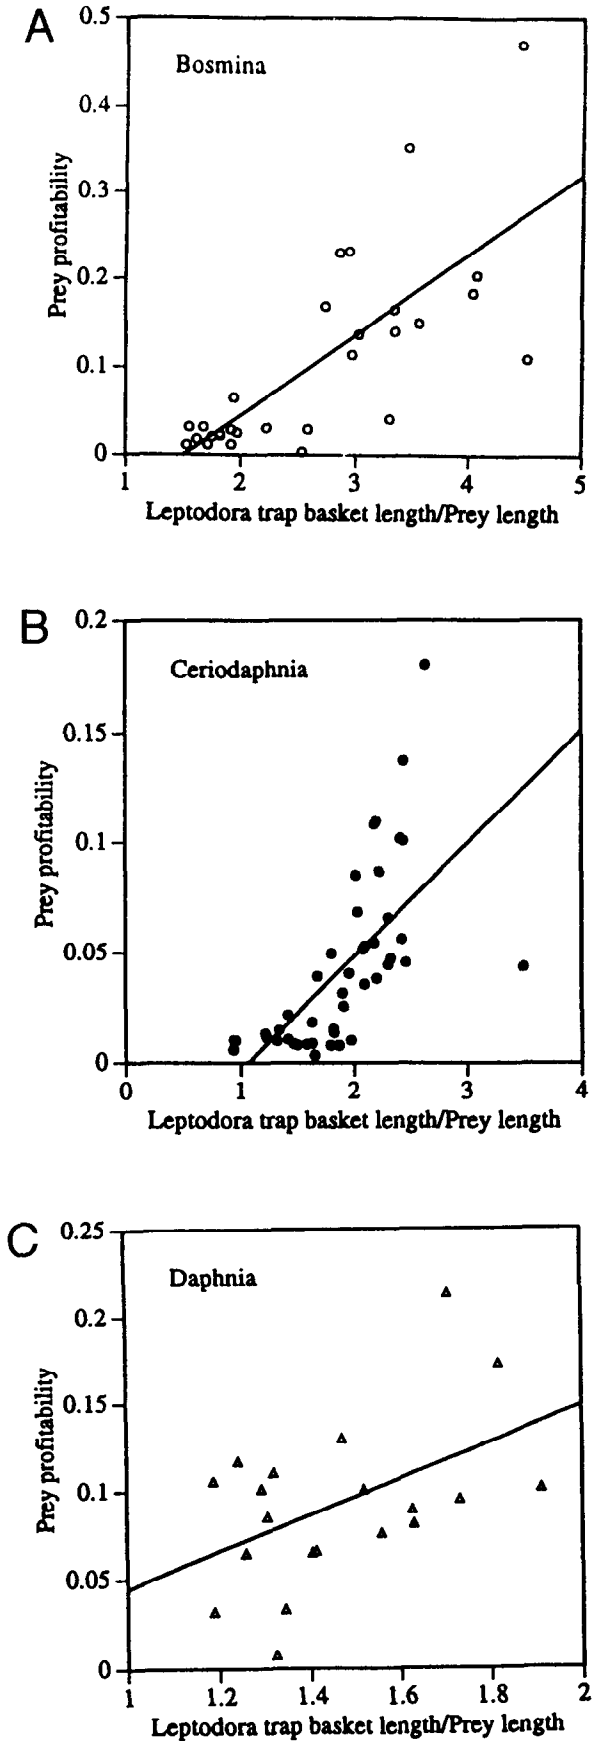 A
0.5
Bosmina
0.4
0.3
0.2
0.1
0
Prey profitability
1 2 3 4 5
Leptodora trap basket length/Prey length
B
0.2
Ceriodaphnia
0.15
0.1
0.05
0
Prey profitability
0 1 2 3 4
Leptodora trap basket length/Prey length
C
0.25
Daphnia
0.2
0.15
0.1
0.05
0
Prey profitability
1 1.2 1.4 1.6 1.8 2
Leptodora trap basket length/Prey length